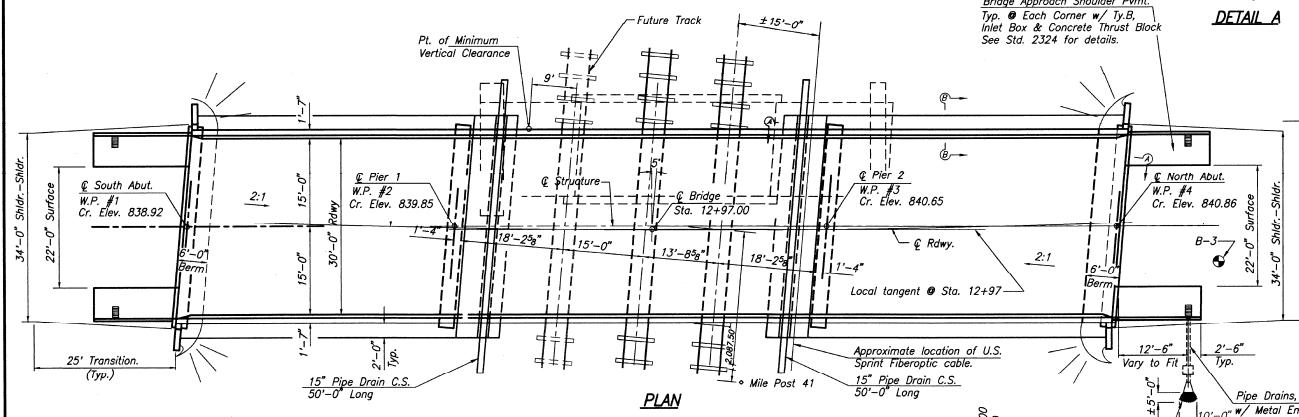 Bridge Approach Shoulder Pvmt.
Typ. @ Each Corner w/ Ty.B,
Inlet Box & Concrete Thrust Block
See Std. 2324 for details.
DETAIL A
Future Track
±15'-0"
Pt. of Minimum
Vertical Clearance
9'
1'-7"
B
B
A
A
34'-0" Shldr.-Shldr.
22'-0" Surface
℄ South Abut.
W.P. #1
Cr. Elev. 838.92
2:1
15'-0"
15'-0"
30'-0" Rdwy
℄ Pier 1
W.P. #2
Cr. Elev. 839.85
℄ Structure
5'
℄ Bridge
Sta. 12+97.00
℄ Pier 2
W.P. #3
Cr. Elev. 840.65
℄ North Abut.
W.P. #4
Cr. Elev. 840.86
22'-0" Surface
34'-0" Shldr.-Shldr.
B-3
1'-4"
18'-2⅝"
15'-0"
13'-8⅝"
18'-2⅝"
1'-4"
℄ Rdwy.
2:1
6'-0"
Berm
6'-0"
Berm
Local tangent @ Sta. 12+97
25' Transition.
(Typ.)
1'-7"
2'-0"
Typ.
15" Pipe Drain C.S.
50'-0" Long
2,087.50'
Mile Post 41
Approximate location of U.S.
Sprint Fiberoptic cable.
15" Pipe Drain C.S.
50'-0" Long
12'-6"
Vary to Fit
2'-6"
Typ.
PLAN
Pipe Drains,
w/ Metal En
±5'-0"
10'-0"